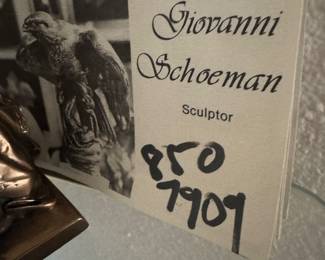 Giovanni
Schoeman
Sculptor
850
7909